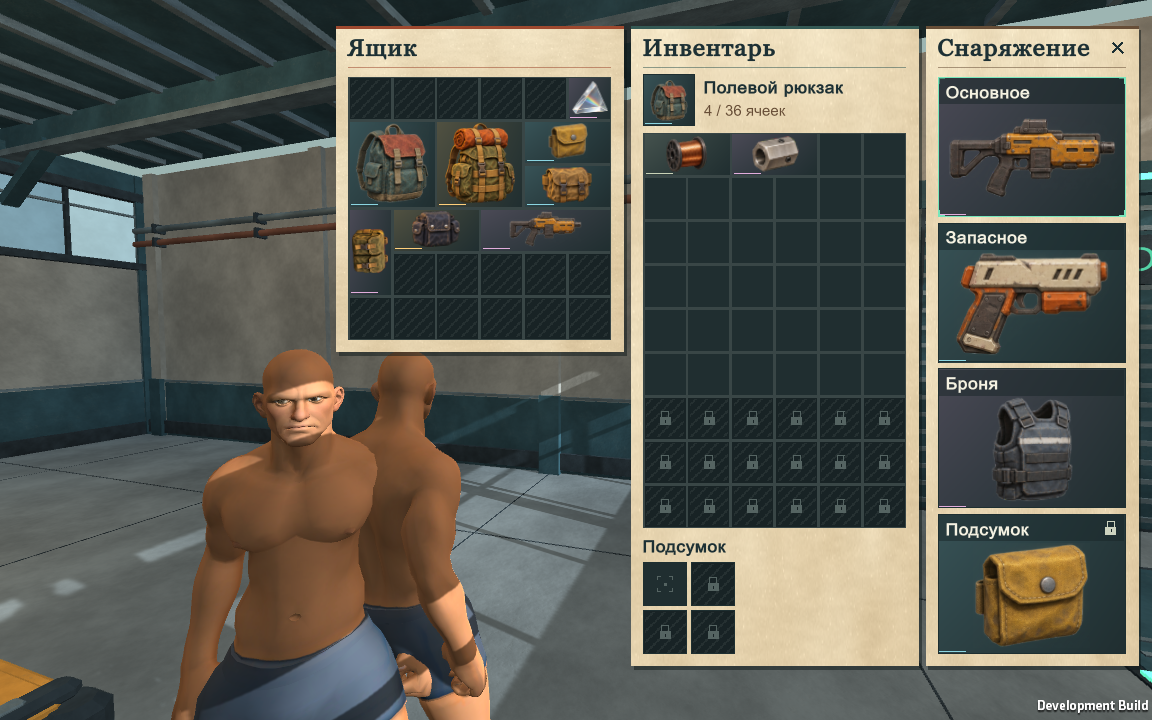 Ящик
Инвентарь
Полевой рюкзак
4 / 36 ячеек
Подсумок
Снаряжение
Основное
Запасное
Броня
Подсумок
Development Build